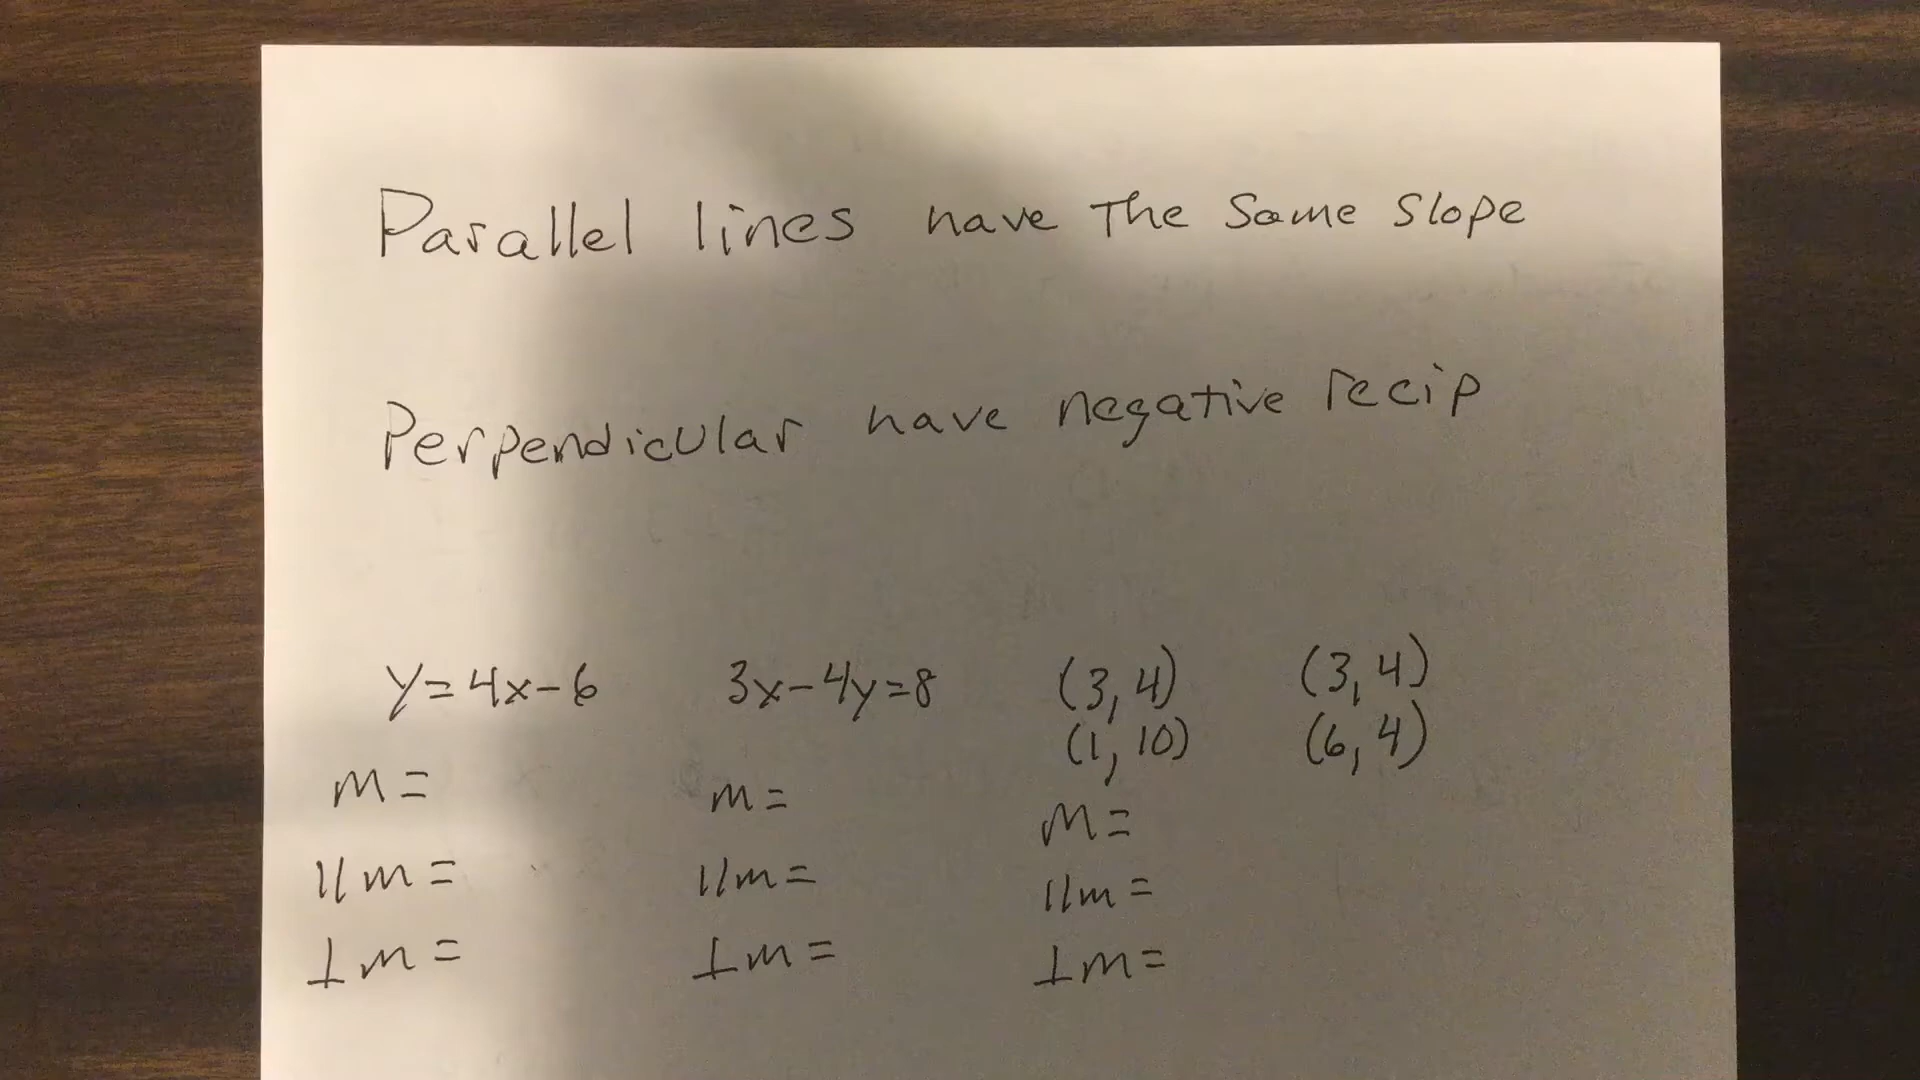 Parallel lines have The Same Slope
Perpendicular have negative recip
y=4x-6
m=
||m=
⊥m=
3x-4y=8
m=
||m=
⊥m=
(3,4)
(1,10)
m=
||m=
⊥m=
(3,4)
(6,4)